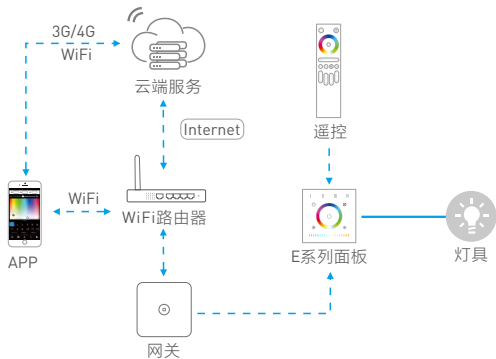 3G/4G
WiFi
云端服务
Internet
遥控
WiFi
WiFi路由器
APP
E系列面板
灯具
网关